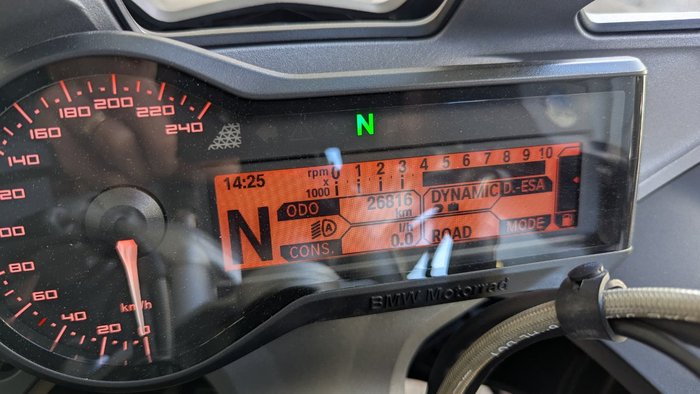 180 200 220
160 240
140
120
100
80
60
40
20
0
km/h
N
14:25
rpm x 1000
0 1 2 3 4 5 6 7 8 9 10
N
ODO 26816 km
DYNAMIC D-ESA
CONS. 0.0 l/h
ROAD MODE
BMW Motorrad